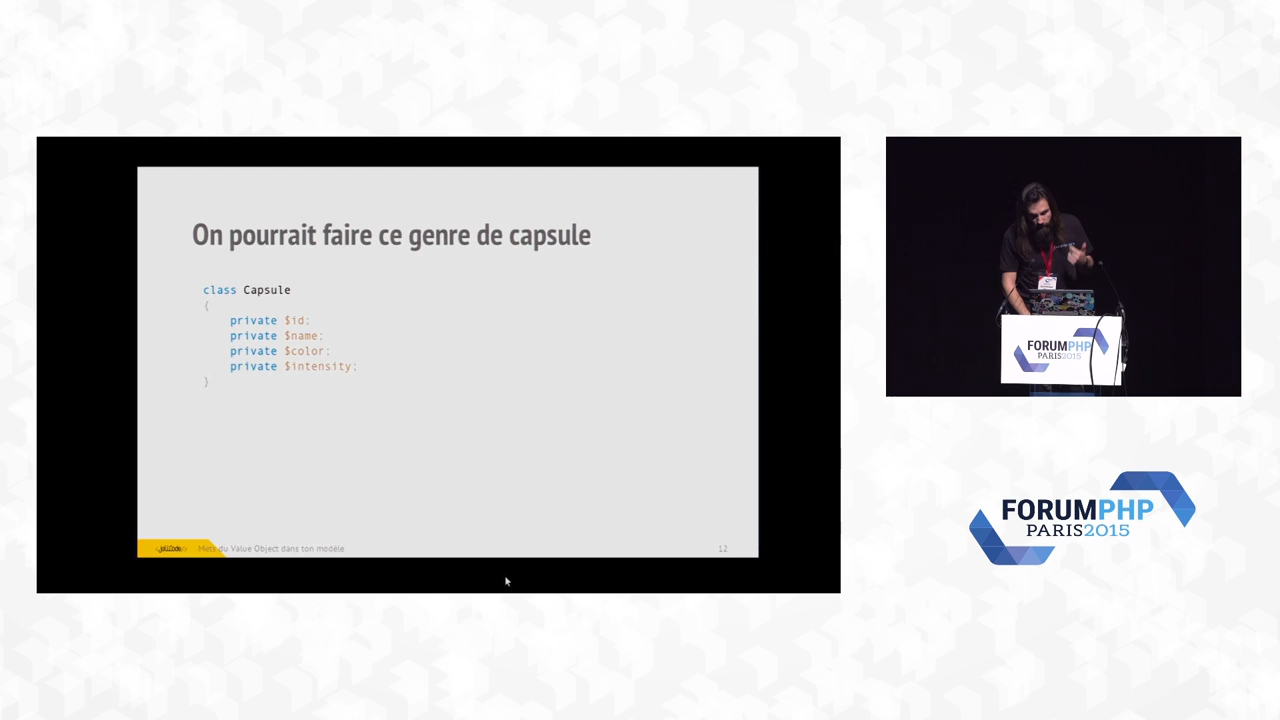 On pourrait faire ce genre de capsule
class Capsule
{
private $id;
private $name;
private $color;
private $intensity;
}
Mets du Value Object dans ton modèle
12
FORUMPHP
PARIS2015
FORUMPHP
PARIS2015